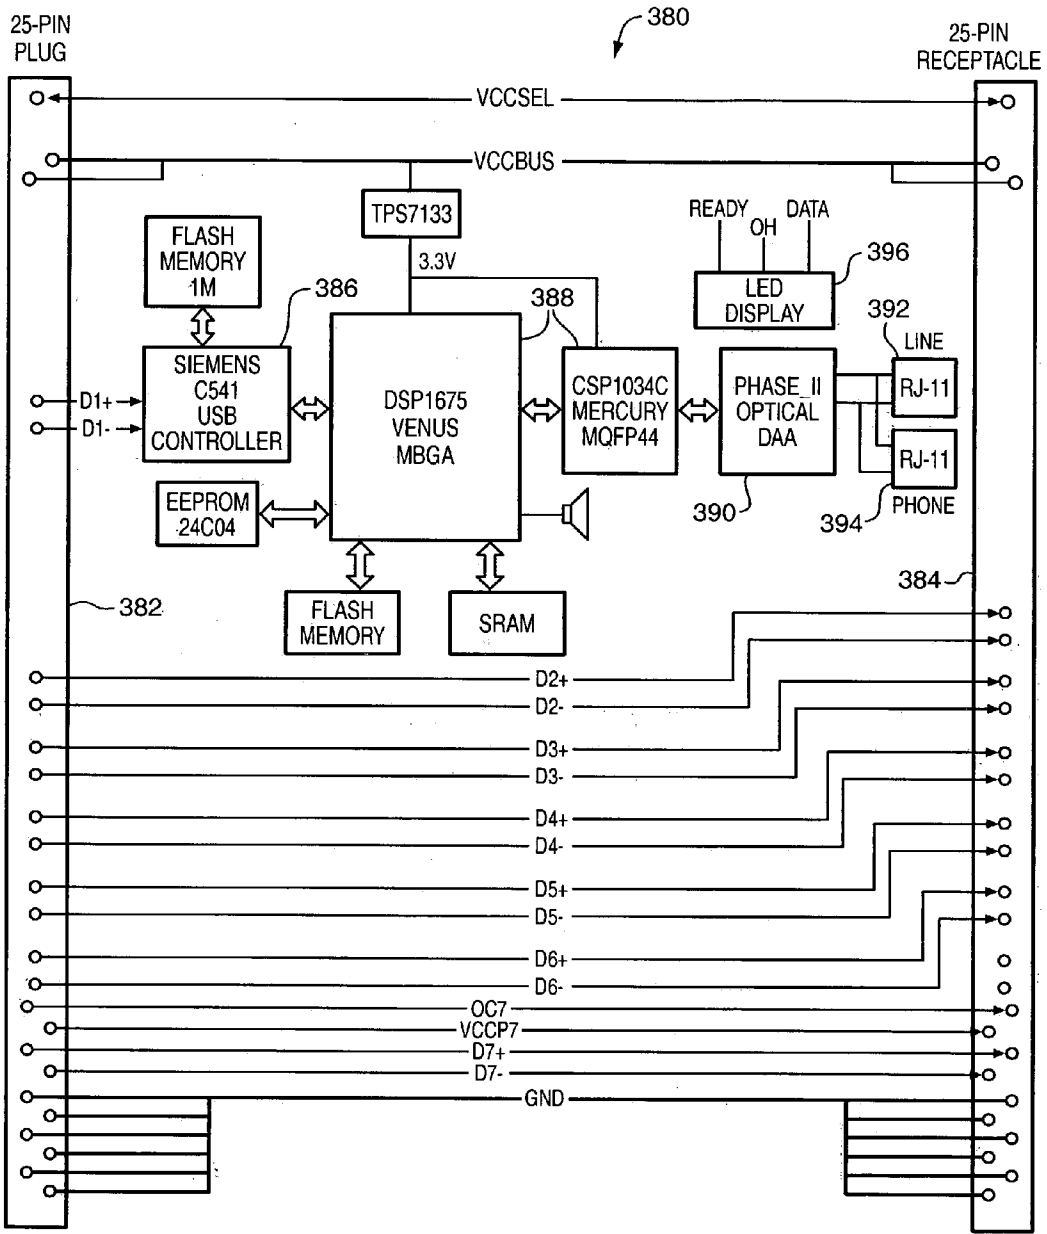 380
25-PIN
PLUG
25-PIN
RECEPTACLE
VCCSEL
VCCBUS
TPS7133
3.3V
READY
OH
DATA
396
LED
DISPLAY
FLASH
MEMORY
1M
386
388
392
LINE
SIEMENS
C541
USB
CONTROLLER
D1+
D1-
DSP1675
VENUS
MBGA
CSP1034C
MERCURY
MQFP44
PHASE_II
OPTICAL
DAA
RJ-11
RJ-11
390
394
PHONE
EEPROM
24C04
384
382
FLASH
MEMORY
SRAM
D2+
D2-
D3+
D3-
D4+
D4-
D5+
D5-
D6+
D6-
OC7
VCCP7
D7+
D7-
GND